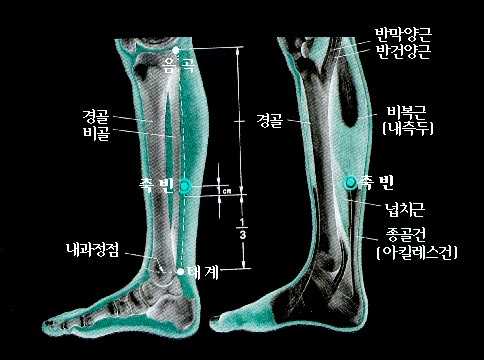 음곡
경골
비골
축빈
1cm
1/3
내과정점
태계
반막양근
반건양근
경골
비복근
(내측두)
축빈
넙치근
종골건
(아킬레스건)